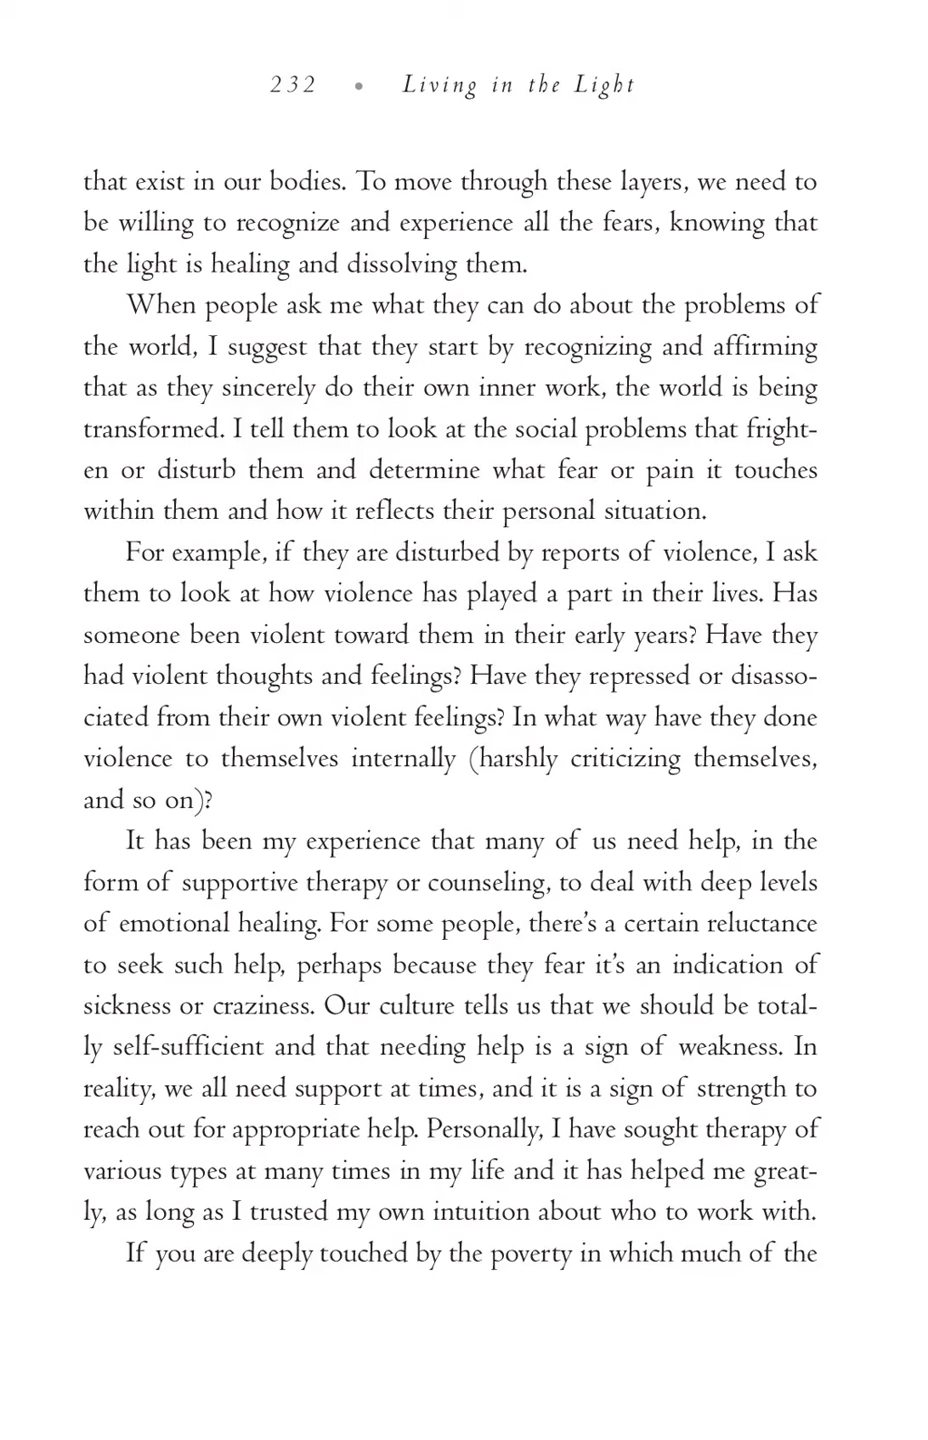 232 • Living in the Light
that exist in our bodies. To move through these layers, we need to
be willing to recognize and experience all the fears, knowing that
the light is healing and dissolving them.
When people ask me what they can do about the problems of
the world, I suggest that they start by recognizing and affirming
that as they sincerely do their own inner work, the world is being
transformed. I tell them to look at the social problems that fright-
en or disturb them and determine what fear or pain it touches
within them and how it reflects their personal situation.
For example, if they are disturbed by reports of violence, I ask
them to look at how violence has played a part in their lives. Has
someone been violent toward them in their early years? Have they
had violent thoughts and feelings? Have they repressed or disasso-
ciated from their own violent feelings? In what way have they done
violence to themselves internally (harshly criticizing themselves,
and so on)?
It has been my experience that many of us need help, in the
form of supportive therapy or counseling, to deal with deep levels
of emotional healing. For some people, there's a certain reluctance
to seek such help, perhaps because they fear it's an indication of
sickness or craziness. Our culture tells us that we should be total-
ly self-sufficient and that needing help is a sign of weakness. In
reality, we all need support at times, and it is a sign of strength to
reach out for appropriate help. Personally, I have sought therapy of
various types at many times in my life and it has helped me great-
ly, as long as I trusted my own intuition about who to work with.
If you are deeply touched by the poverty in which much of the